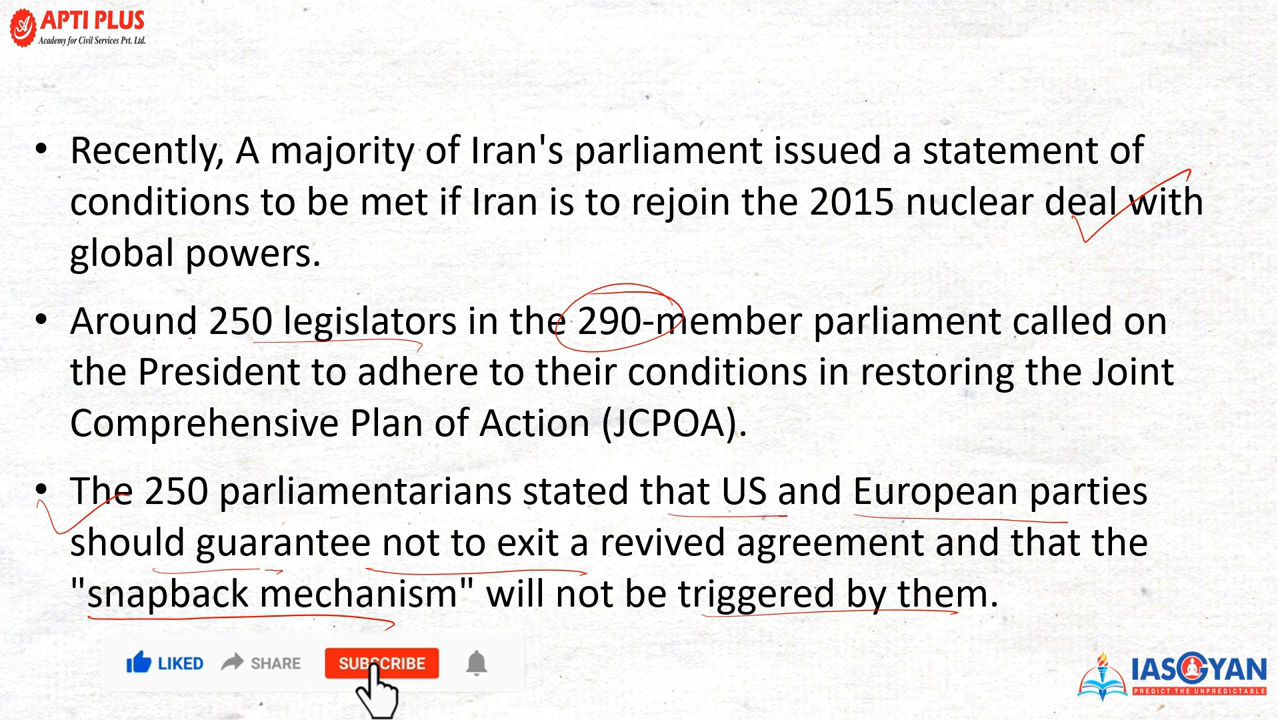 APTI PLUS
Academy for Civil Services Pvt. Ltd.
• Recently, A majority of Iran's parliament issued a statement of
conditions to be met if Iran is to rejoin the 2015 nuclear deal with
global powers.
• Around 250 legislators in the 290-member parliament called on
the President to adhere to their conditions in restoring the Joint
Comprehensive Plan of Action (JCPOA).
• The 250 parliamentarians stated that US and European parties
should guarantee not to exit a revived agreement and that the
"snapback mechanism" will not be triggered by them.
LIKED SHARE SUBSCRIBE
IASGYAN
PREDICT THE UNPREDICTABLE